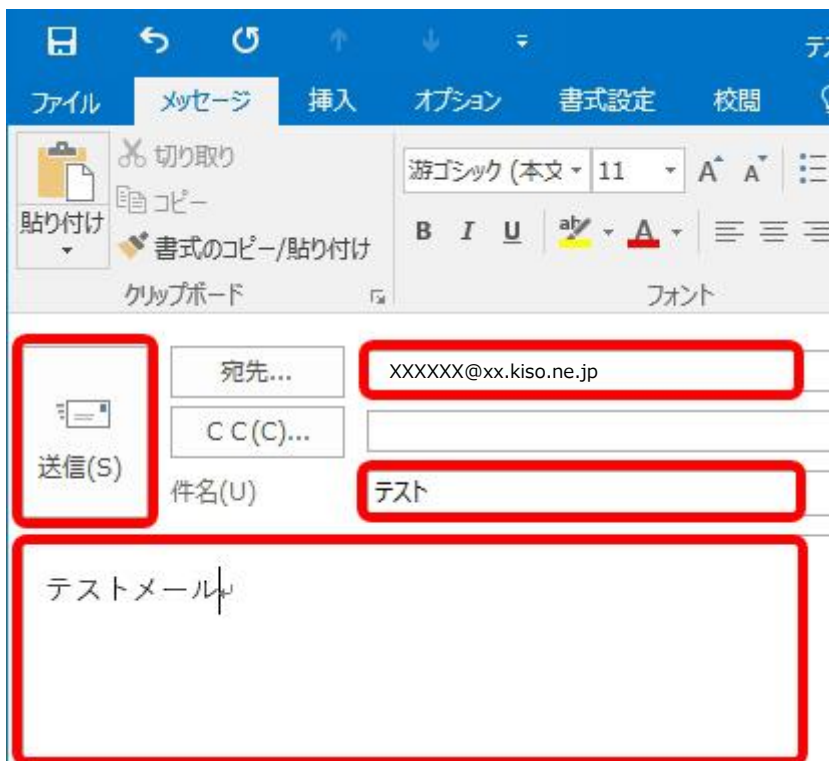 テ
ファイル メッセージ 挿入 オプション 書式設定 校閲
切り取り
コピー
書式のコピー/貼り付け
貼り付け
クリップボード
游ゴシック (本文 11 A A
B I U aby A
フォント
宛先... XXXXXX@xx.kiso.ne.jp
C C(C)...
送信(S)
件名(U) テスト
テストメール